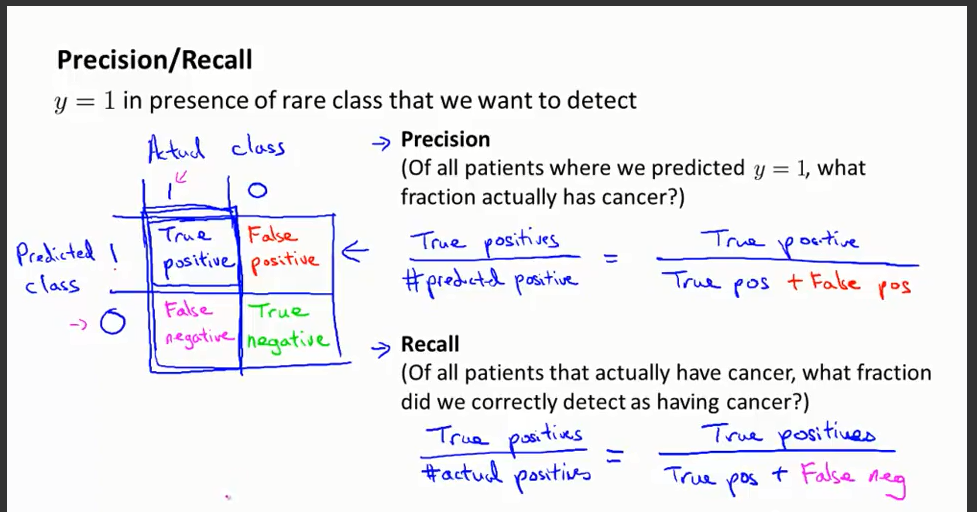 Precision/Recall
y = 1 in presence of rare class that we want to detect
Actual class
1 0
Predicted class
1
0
True positive
False positive
False negative
True negative
→ Precision
(Of all patients where we predicted y = 1, what
fraction actually has cancer?)
True positives / #predicted positive = True positive / True pos + False pos
→ Recall
(Of all patients that actually have cancer, what fraction
did we correctly detect as having cancer?)
True positives / #actual positives = True positives / True pos + False neg